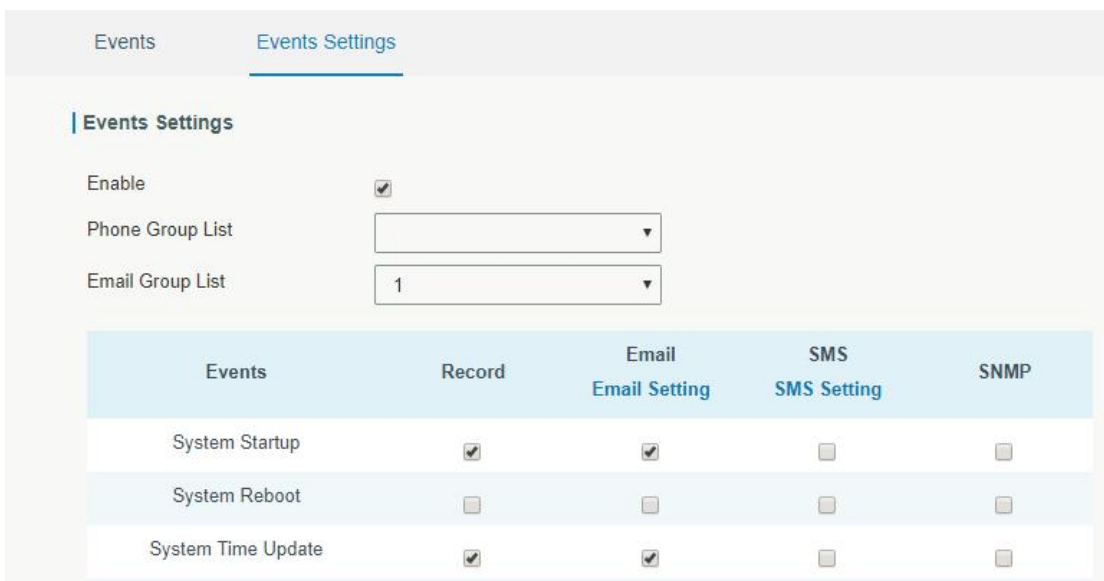 Events Events Settings
Events Settings
Enable
Phone Group List
Email Group List 1
Events Record Email SMS SNMP
Email Setting SMS Setting
System Startup
System Reboot
System Time Update